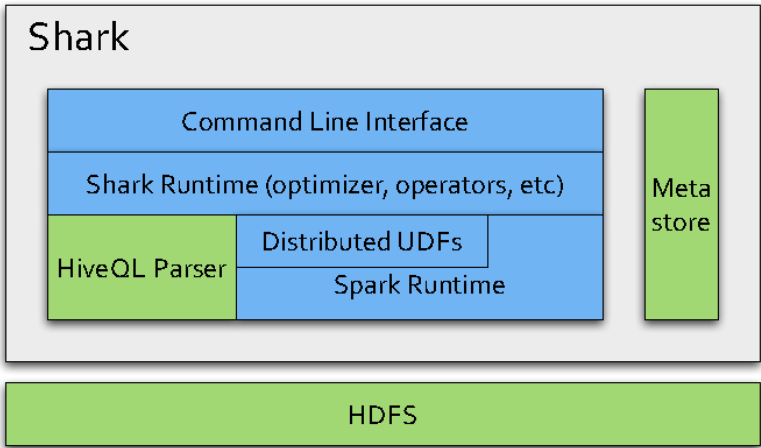 Shark
Command Line Interface
Shark Runtime (optimizer, operators, etc)
Meta
store
HiveQL Parser
Distributed UDFs
Spark Runtime
HDFS